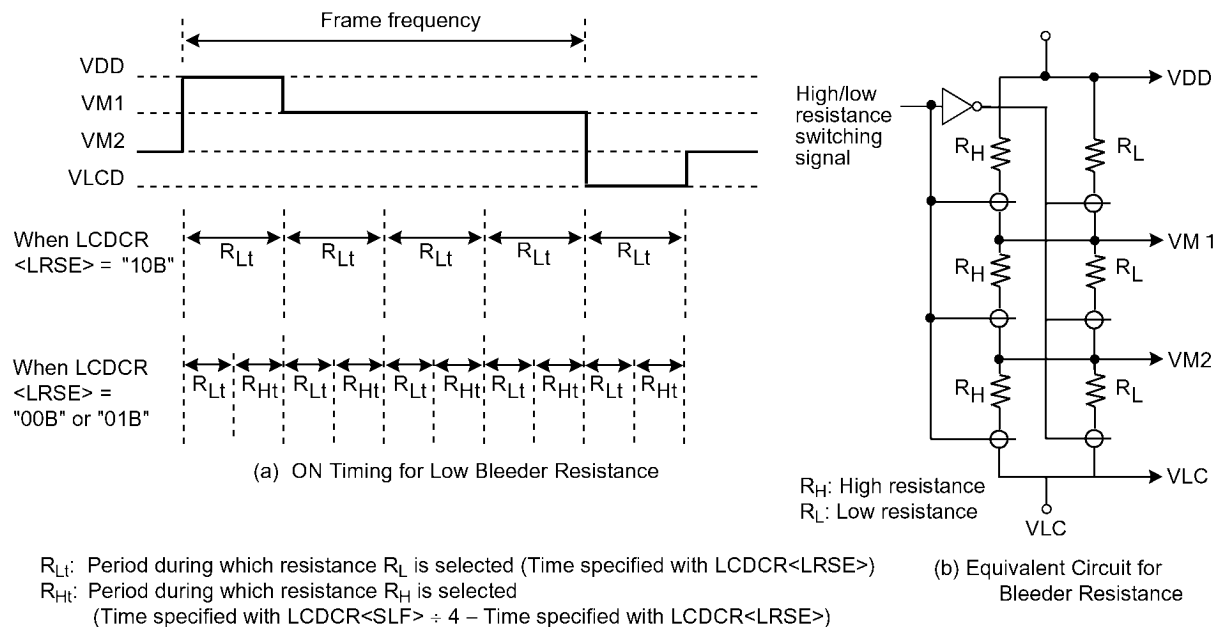 Frame frequency
VDD
VM1
VM2
VLCD
When LCDCR
<LRSE> = "10B"
RLt RLt RLt RLt RLt
When LCDCR
<LRSE> =
"00B" or "01B"
RLt RHt RLt RHt RLt RHt RLt RHt RLt RHt
(a) ON Timing for Low Bleeder Resistance
High/low
resistance
switching
signal
VDD
RH RL
VM 1
RH RL
VM2
RH RL
VLC
RH: High resistance
RL: Low resistance
VLC
(b) Equivalent Circuit for
Bleeder Resistance
RLt: Period during which resistance RL is selected (Time specified with LCDCR<LRSE>)
RHt: Period during which resistance RH is selected
(Time specified with LCDCR<SLF> ÷ 4 – Time specified with LCDCR<LRSE>)